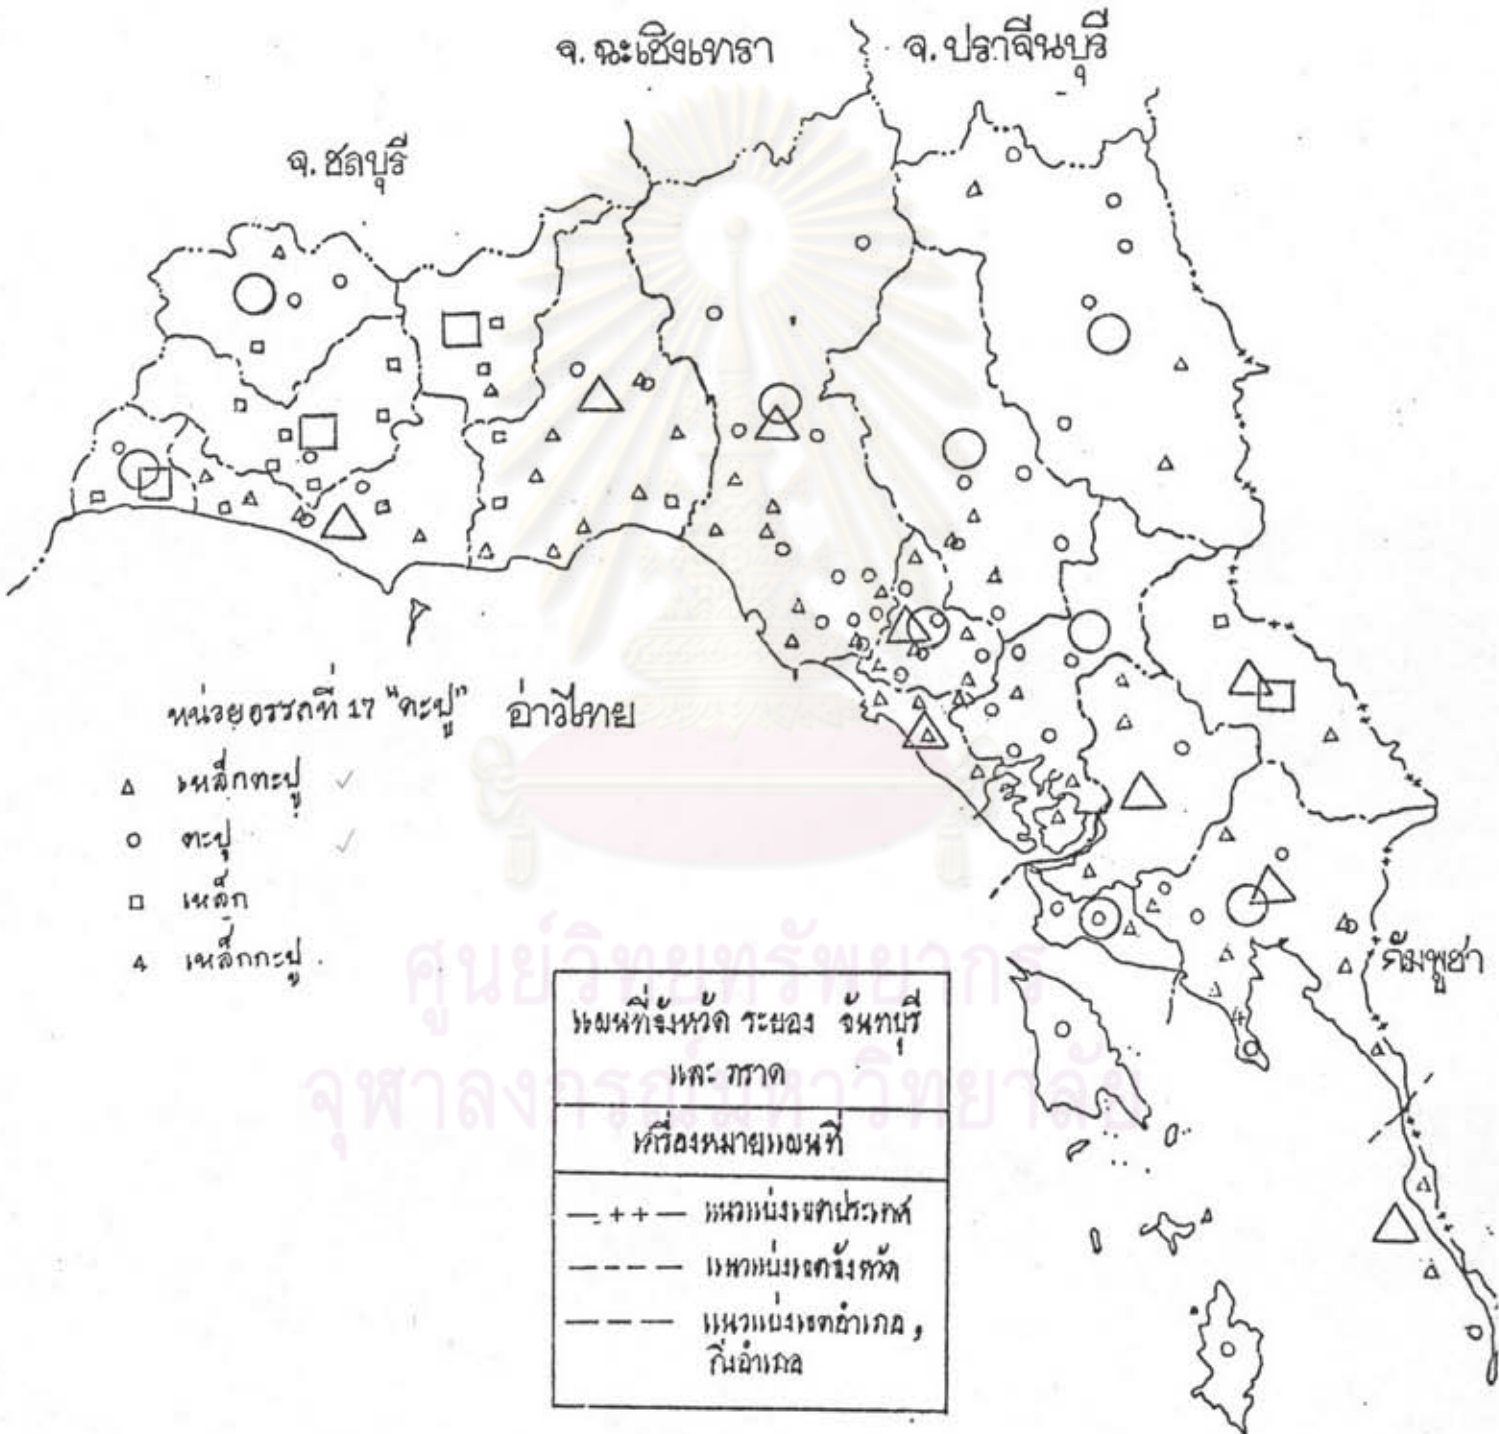 จ.ฉะเชิงเทรา
จ.ปราจีนบุรี
จ.ชลบุรี
หน่วยอรรถที่ 17 "ตะปู"
อ่าวไทย
เหล็กตะปู
ตะปู
เหล็ก
เหล็กกะปู
กัมพูชา
ศูนย์วิทยทรัพยากร
จุฬาลงกรณ์มหาวิทยาลัย
แผนที่จังหวัด ระยอง จันทบุรี
และ ตราด
เครื่องหมายแผนที่
แนวแบ่งเขตประเทศ
แนวแบ่งเขตจังหวัด
แนวแบ่งเขตอำเภอ,
กิ่งอำเภอ